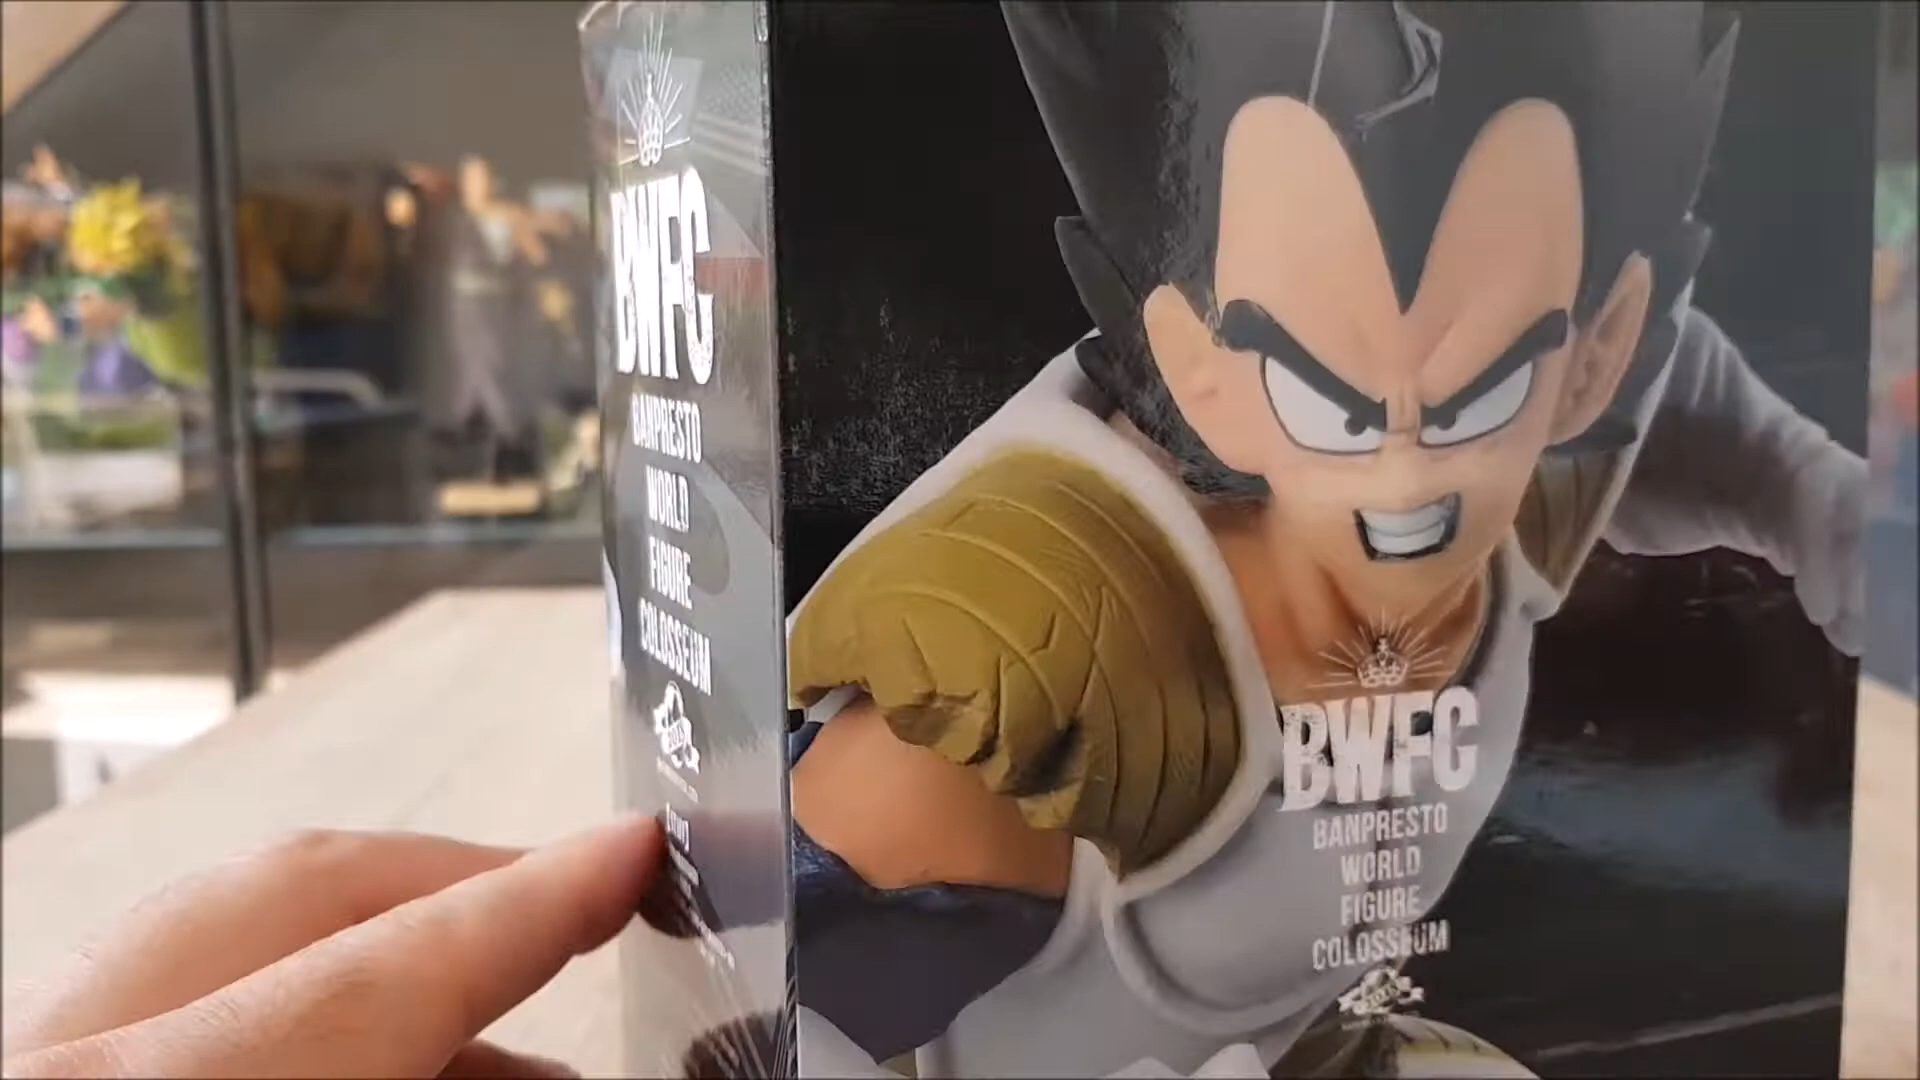 BWFC
BANPRESTO
WORLD
FIGURE
COLOSSEUM
BWFC
BANPRESTO
WORLD
FIGURE
COLOSSEUM